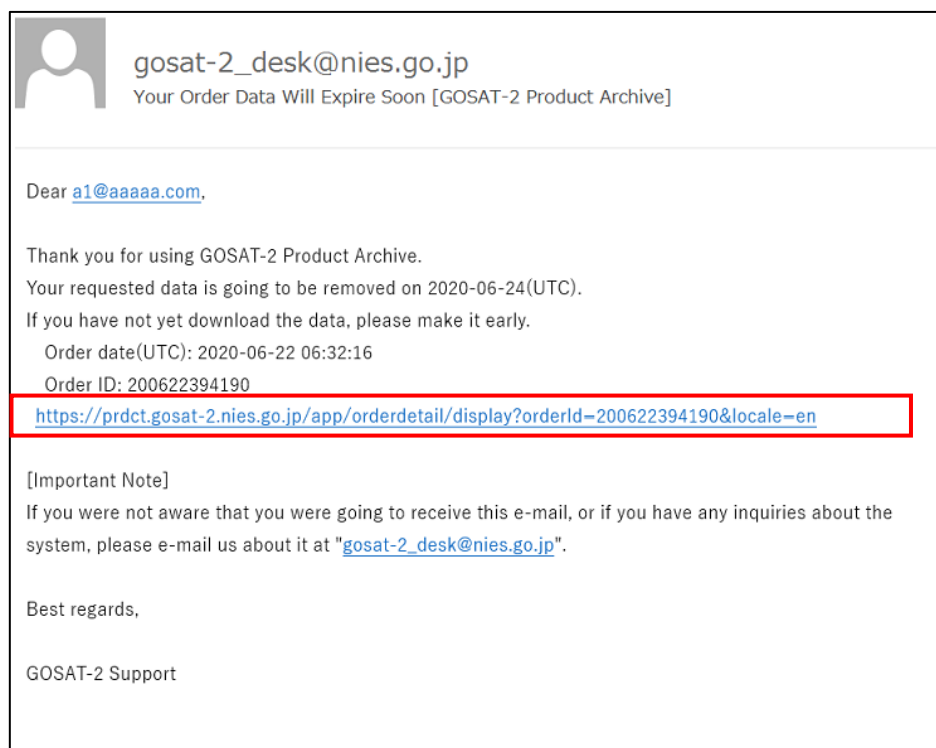 gosat-2_desk@nies.go.jp
Your Order Data Will Expire Soon [GOSAT-2 Product Archive]
Dear a1@aaaaa.com,
Thank you for using GOSAT-2 Product Archive.
Your requested data is going to be removed on 2020-06-24(UTC).
If you have not yet download the data, please make it early.
Order date(UTC): 2020-06-22 06:32:16
Order ID: 200622394190
https://prdct.gosat-2.nies.go.jp/app/orderdetail/display?orderId=200622394190&locale=en
[Important Note]
If you were not aware that you were going to receive this e-mail, or if you have any inquiries about the
system, please e-mail us about it at "gosat-2_desk@nies.go.jp".
Best regards,
GOSAT-2 Support